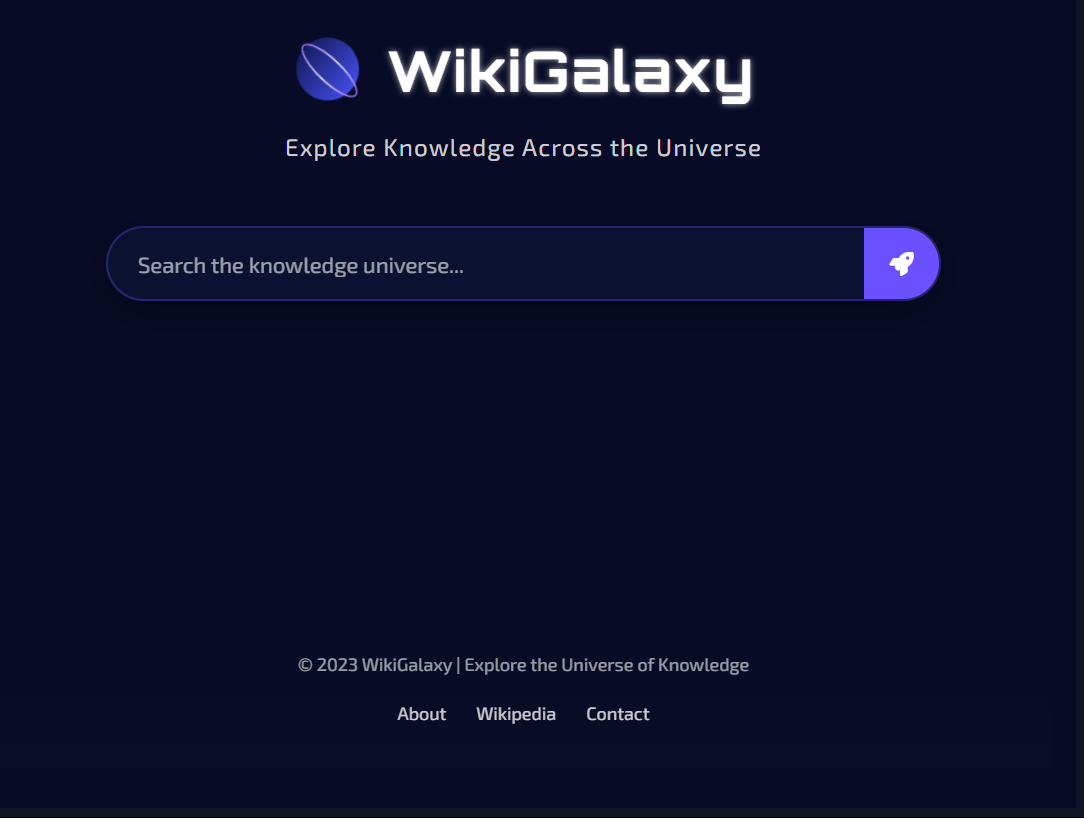 WikiGalaxy
Explore Knowledge Across the Universe
Search the knowledge universe...
© 2023 WikiGalaxy | Explore the Universe of Knowledge
About Wikipedia Contact